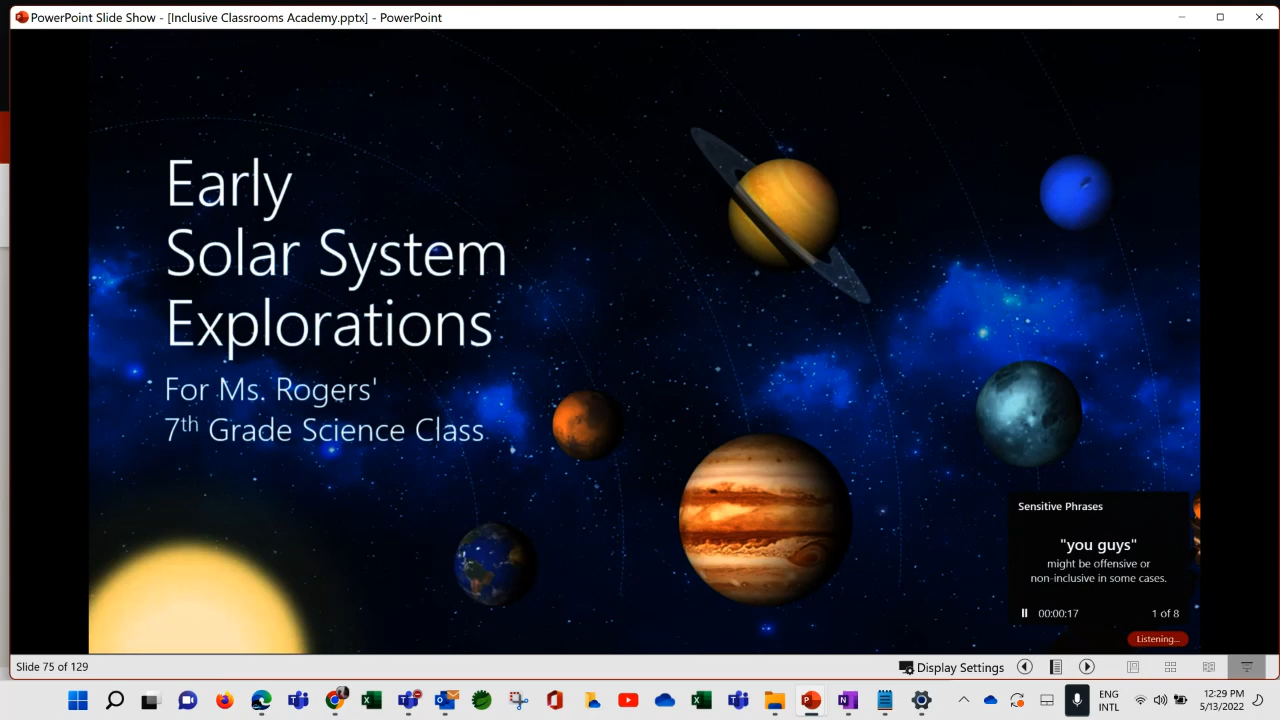 PowerPoint Slide Show - [Inclusive Classrooms Academy.pptx] - PowerPoint
Early
Solar System
Explorations
For Ms. Rogers'
7th Grade Science Class
Sensitive Phrases
"you guys"
might be offensive or
non-inclusive in some cases.
00:00:17 1 of 8
Listening...
Slide 75 of 129
Display Settings
ENG
INTL
12:29 PM
5/13/2022